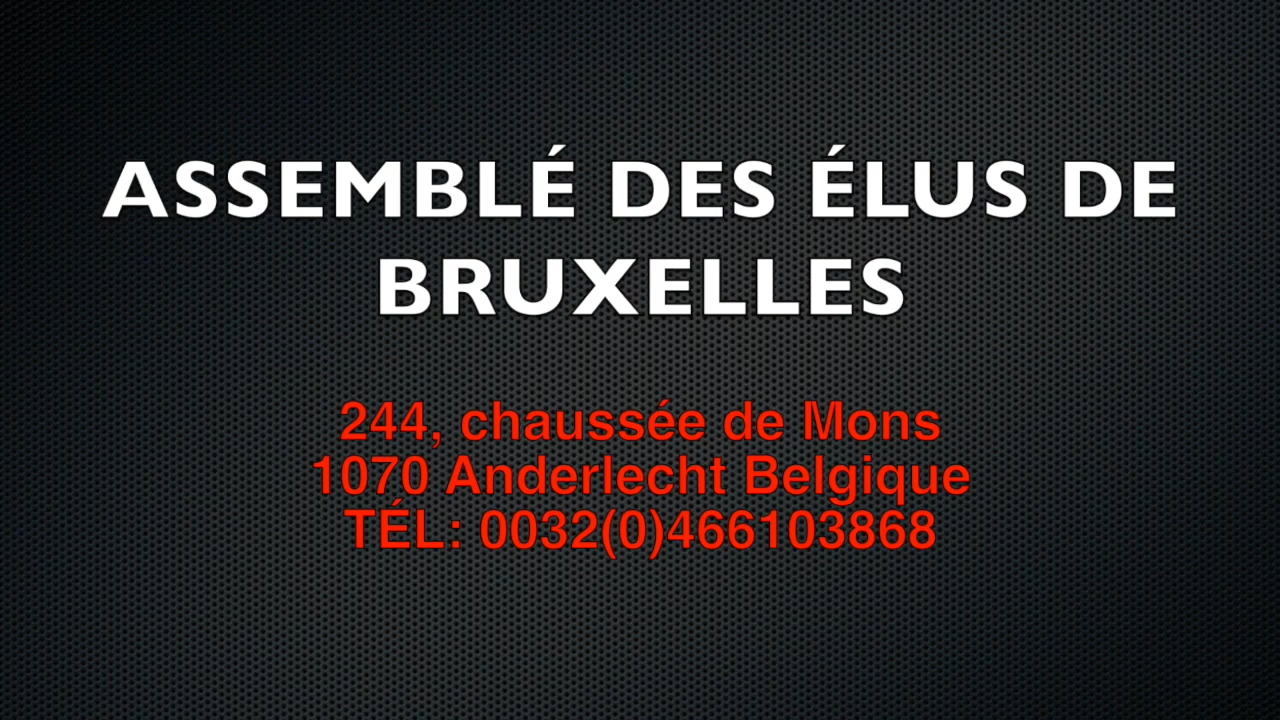 ASSEMBLÉ DES ÉLUS DE
BRUXELLES
244, chaussée de Mons
1070 Anderlecht Belgique
TÉL: 0032(0)466103868